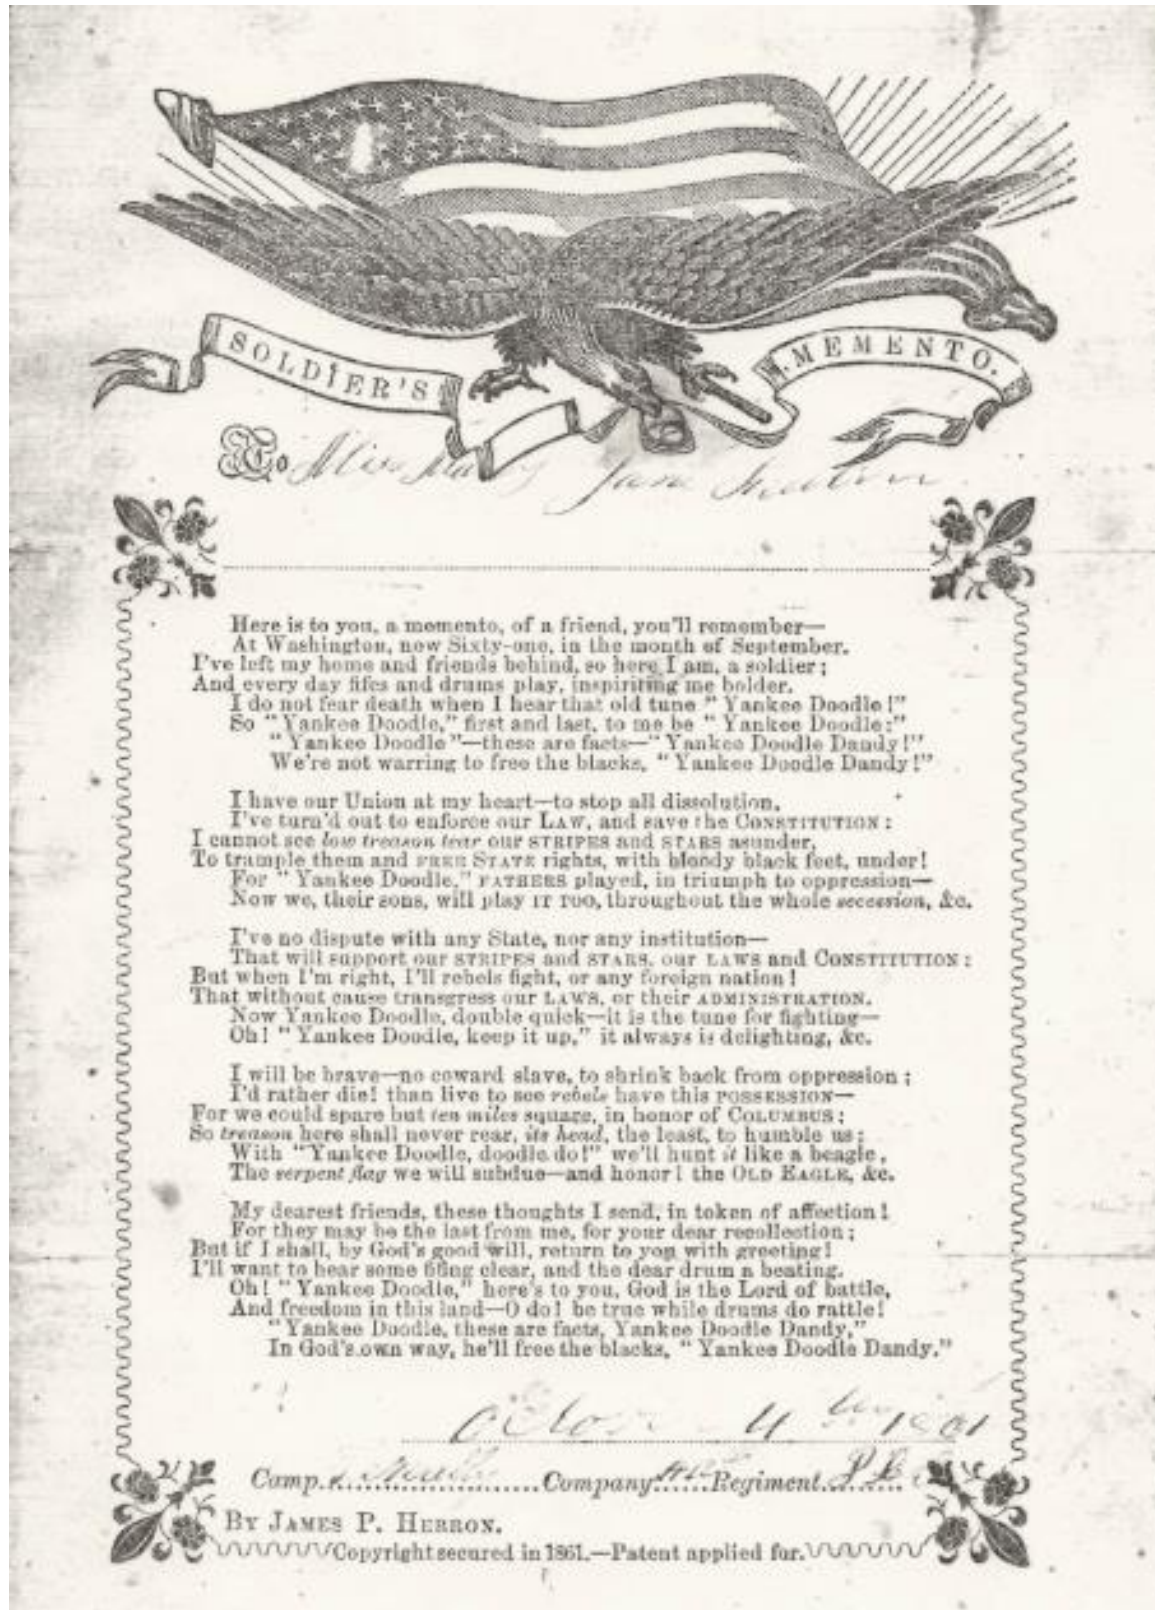 SOLDIER'S MEMENTO.
To Miss Mary Jane
Here is to you, a momento, of a friend, you'll remember—
At Washington, now Sixty-one, in the month of September.
I've left my home and friends behind, so here I am, a soldier;
And every day fifes and drums play, inspiriting me bolder.
I do not fear death when I hear that old tune "Yankee Doodle!"
So "Yankee Doodle," first and last, to me be "Yankee Doodle:"
"Yankee Doodle"—these are facts—"Yankee Doodle Dandy!"
We're not warring to free the blacks, "Yankee Doodle Dandy!"
I have our Union at my heart—to stop all dissolution.
I've turn'd out to enforce our LAW, and save the CONSTITUTION:
I cannot see low treason tear our STRIPES and STARS asunder,
To trample them and FREE STATE rights, with bloody black feet, under!
For "Yankee Doodle," FATHERS played, in triumph to oppression—
Now we, their sons, will play IT TOO, throughout the whole secession, &c.
I've no dispute with any State, nor any institution—
That will support our STRIPES and STARS, our LAWS and CONSTITUTION:
But when I'm right, I'll rebels fight, or any foreign nation!
That without cause transgress our LAWS, or their ADMINISTRATION.
Now Yankee Doodle, double quick—it is the tune for fighting—
Oh! "Yankee Doodle, keep it up," it always is delighting, &c.
I will be brave—no coward slave, to shrink back from oppression;
I'd rather die! than live to see rebels have this POSSESSION—
For we could spare but ten miles square, in honor of COLUMBUS;
So treason here shall never rear, its head, the least, to humble us;
With "Yankee Doodle, doodle do!" we'll hunt it like a beagle,
The serpent flag we will subdue—and honor! the OLD EAGLE, &c.
My dearest friends, these thoughts I send, in token of affection!
For they may be the last from me, for your dear recollection;
But if I shall, by God's good will, return to you with greeting!
I'll want to hear some fifing clear, and the dear drum a beating.
Oh! "Yankee Doodle," here's to you, God is the Lord of battle,
And freedom in this land—O do! be true while drums do rattle!
"Yankee Doodle, these are facts, Yankee Doodle Dandy,"
In God's own way, he'll free the blacks, "Yankee Doodle Dandy."
4 1861
Camp Company Regiment
BY JAMES P. HERRON.
Copyright secured in 1861.—Patent applied for.